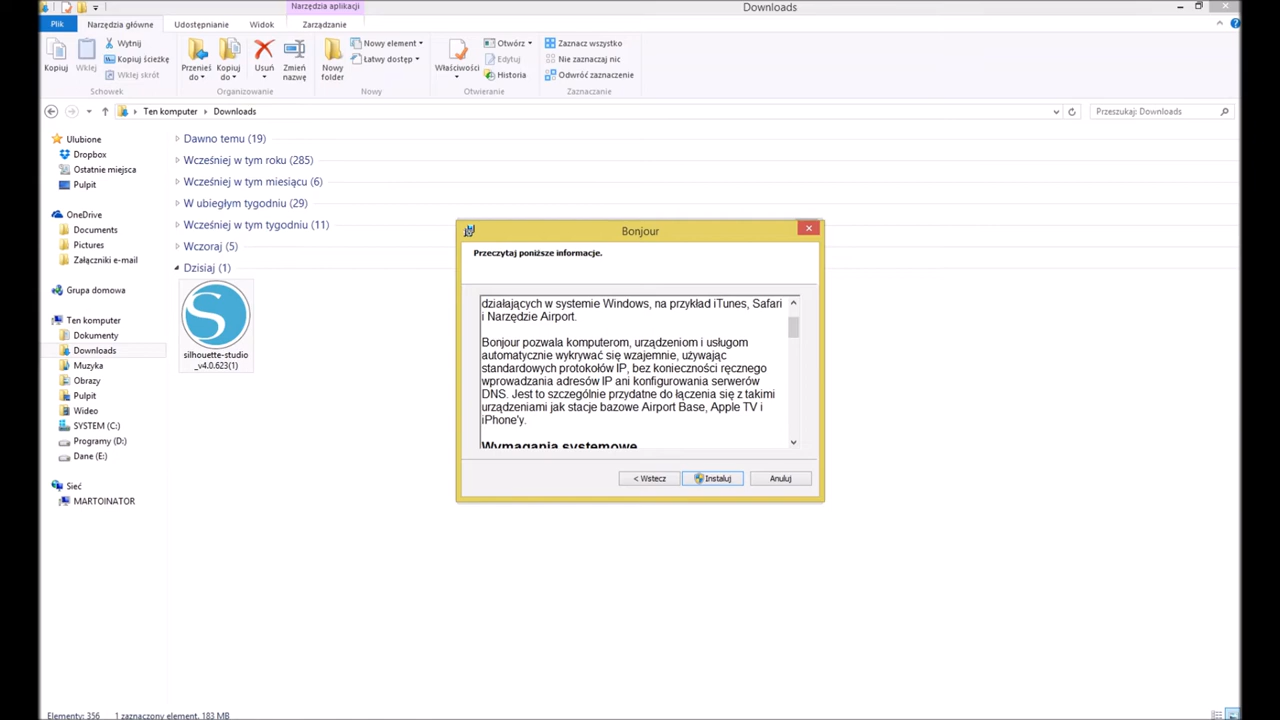 Narzędzia aplikacji
Downloads
Plik
Narzędzia główne
Udostępnianie
Widok
Zarządzanie
Kopiuj
Wklej
Wytnij
Kopiuj ścieżkę
Wklej skrót
Schowek
Przenieś do
Kopiuj do
Usuń
Zmień nazwę
Organizowanie
Nowy folder
Nowy element
Łatwy dostęp
Nowy
Właściwości
Otwórz
Edytuj
Historia
Otwieranie
Zaznacz wszystko
Nie zaznaczaj nic
Odwróć zaznaczenie
Zaznaczanie
Ten komputer
Downloads
Przeszukaj: Downloads
Ulubione
Dropbox
Ostatnie miejsca
Pulpit
OneDrive
Documents
Pictures
Załączniki e-mail
Grupa domowa
Ten komputer
Dokumenty
Downloads
Muzyka
Obrazy
Pulpit
Wideo
SYSTEM (C:)
Programy (D:)
Dane (E:)
Sieć
MARTOINATOR
Dawno temu (19)
Wcześniej w tym roku (285)
Wcześniej w tym miesiącu (6)
W ubiegłym tygodniu (29)
Wcześniej w tym tygodniu (11)
Wczoraj (5)
Dzisiaj (1)
S
silhouette-studio
_v4.0.623(1)
Bonjour
Przeczytaj poniższe informacje.
działających w systemie Windows, na przykład iTunes, Safari
i Narzędzie Airport.
Bonjour pozwala komputerom, urządzeniom i usługom
automatycznie wykrywać się wzajemnie, używając
standardowych protokołów IP, bez konieczności ręcznego
wprowadzania adresów IP ani konfigurowania serwerów
DNS. Jest to szczególnie przydatne do łączenia się z takimi
urządzeniami jak stacje bazowe Airport Base, Apple TV i
iPhone'y.
Wymagania systemowe
< Wstecz
Instaluj
Anuluj
Elementy: 356
1 zaznaczony element. 183 MB